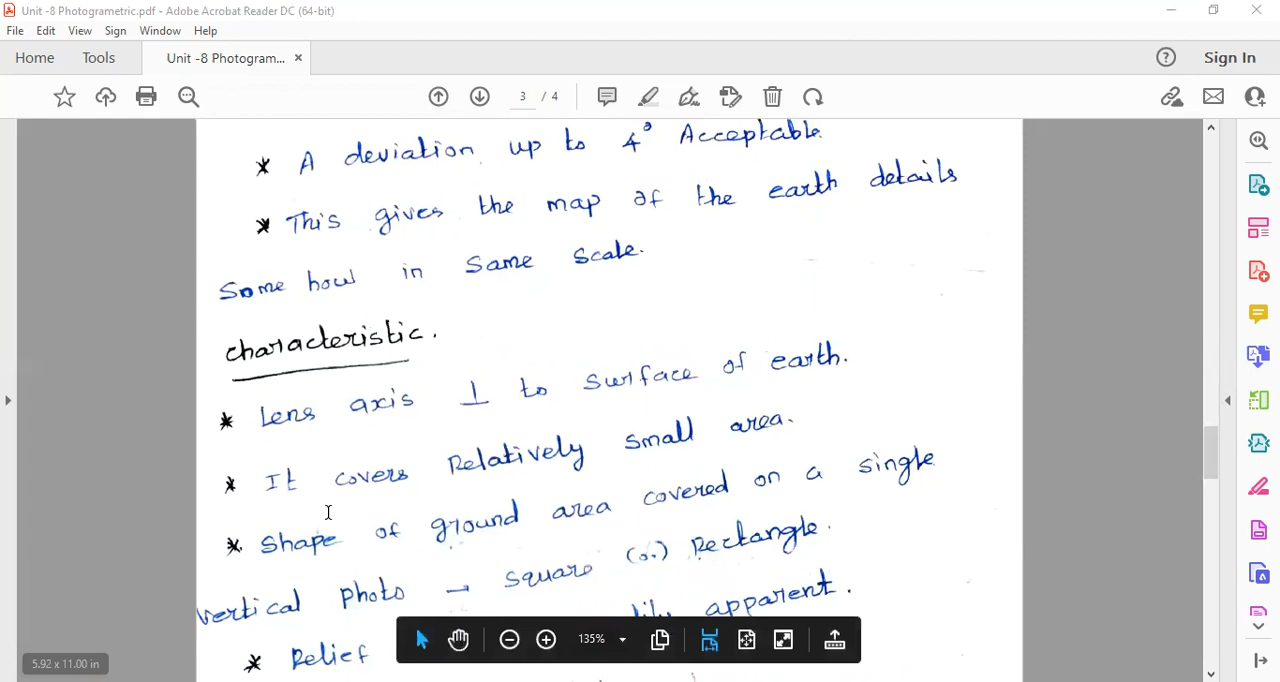 Unit -8 Photogrametric.pdf - Adobe Acrobat Reader DC (64-bit)
File Edit View Sign Window Help
Home Tools Unit -8 Photogram... × Sign In
3 / 4
* A deviation up to 4° Acceptable
* This gives the map of the earth details
Some how in Same Scale.
characteristic.
* Lens axis ⊥ to surface of earth.
* It covers Relatively small area.
* Shape of ground area covered on a single
vertical photo → square (or) Rectangle.
* Relief apparent.
135%
5.92 x 11.00 in